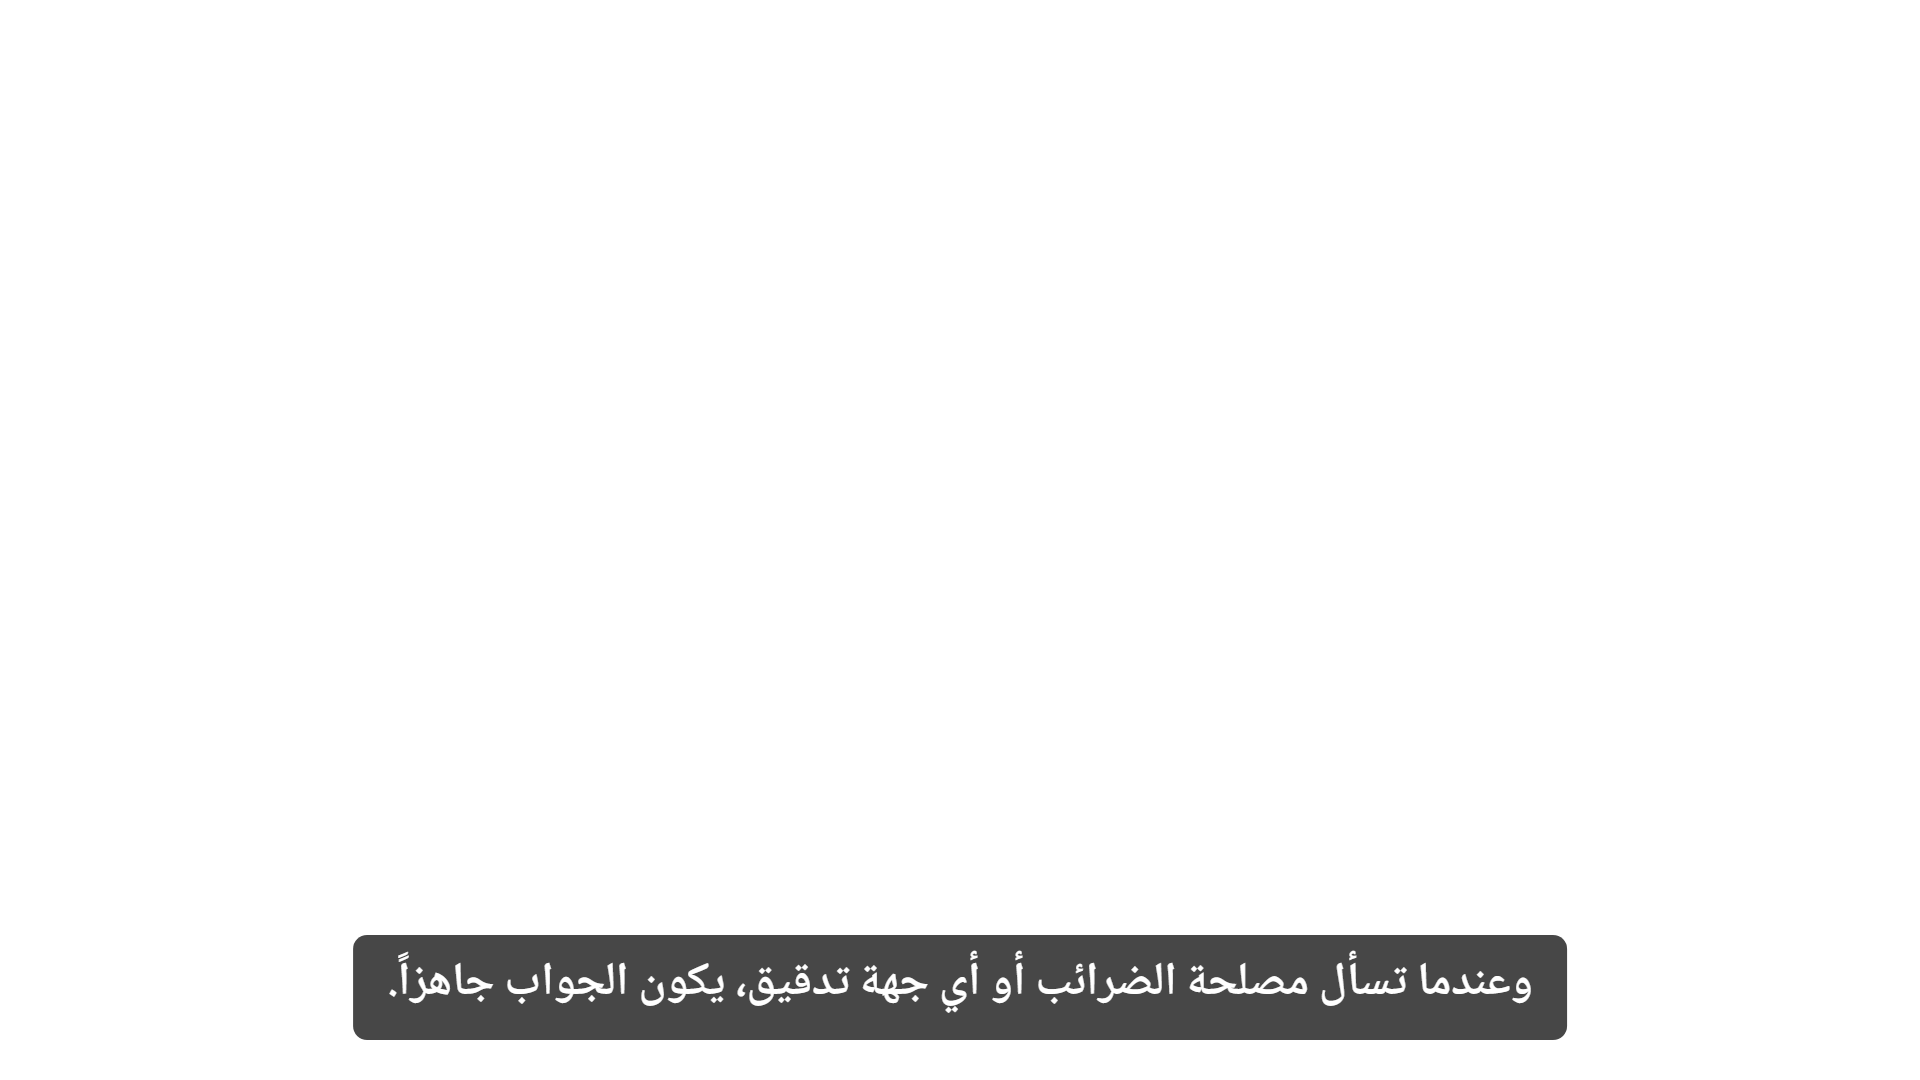 وعندما تسأل مصلحة الضرائب أو أي جهة تدقيق، يكون الجواب جاهزاً.